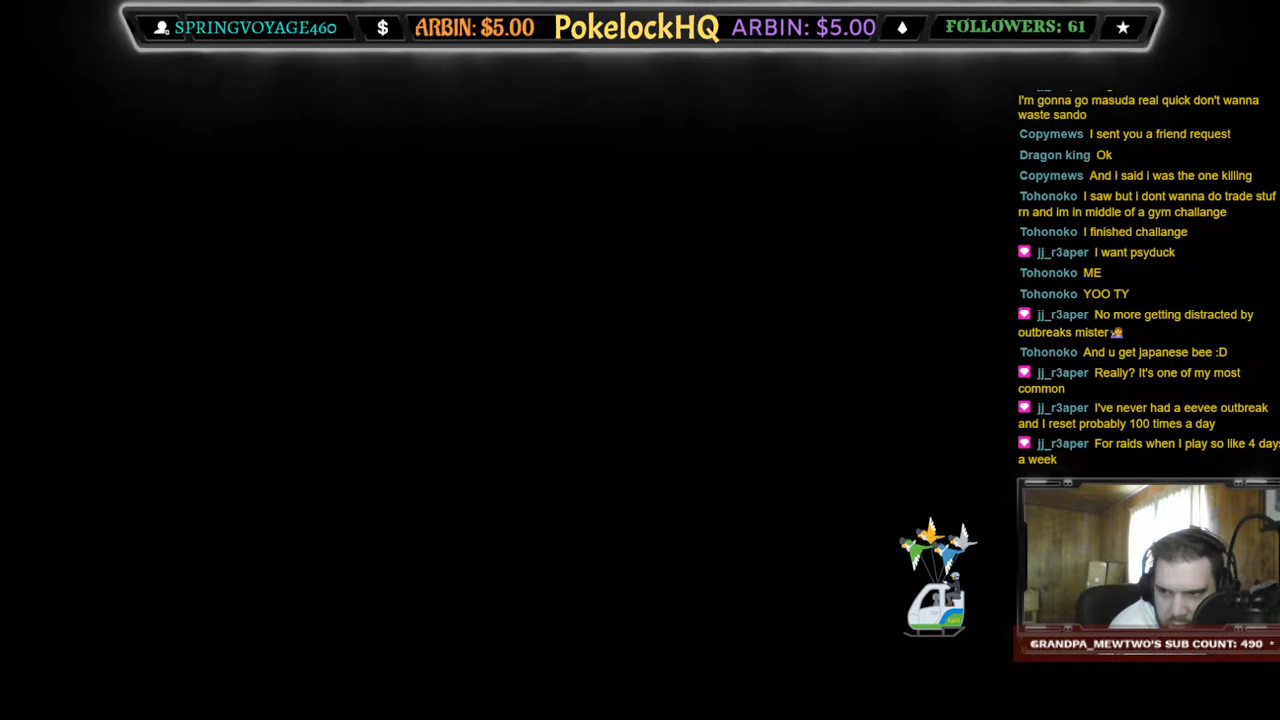 SPRINGVOYAGE460 $ ARBIN: $5.00 PokelockHQ ARBIN: $5.00 FOLLOWERS: 61
I'm gonna go masuda real quick don't wanna
waste sando
Copymews I sent you a friend request
Dragon king Ok
Copymews And i said i was the one killing
Tohonoko I saw but i dont wanna do trade stuf
rn and im in middle of a gym challange
Tohonoko I finished challange
jj_r3aper I want psyduck
Tohonoko ME
Tohonoko YOO TY
jj_r3aper No more getting distracted by
outbreaks mister
Tohonoko And u get japanese bee :D
jj_r3aper Really? It's one of my most
common
jj_r3aper I've never had a eevee outbreak
and I reset probably 100 times a day
jj_r3aper For raids when I play so like 4 days
a week
GRANDPA_MEWTWO'S SUB COUNT: 490 *